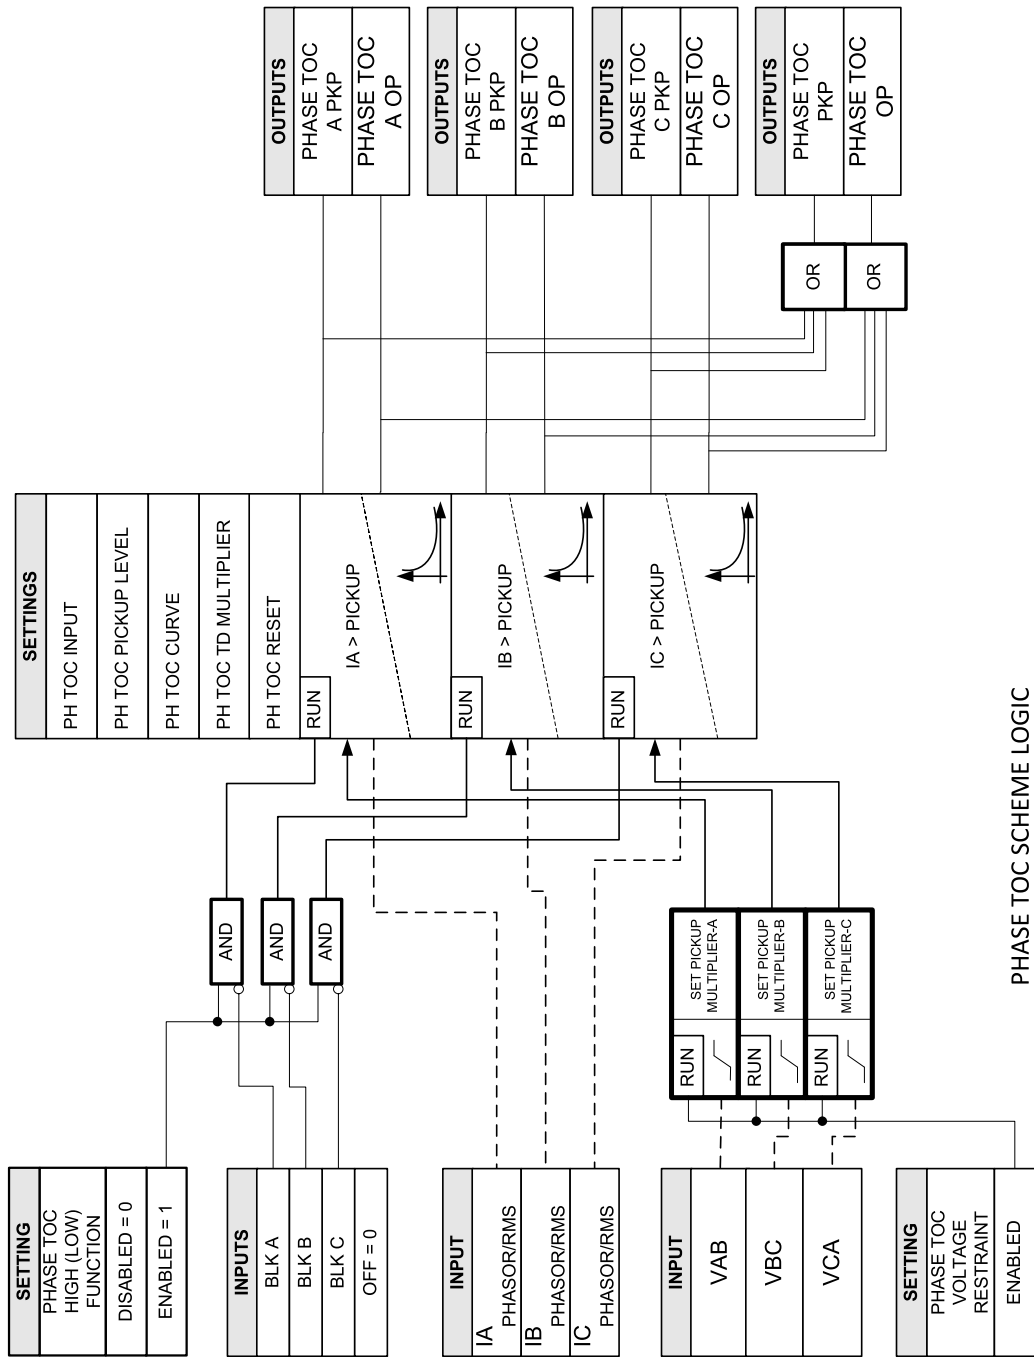 SETTING
PHASE TOC
HIGH (LOW)
FUNCTION
DISABLED = 0
ENABLED = 1
INPUTS
BLK A
BLK B
BLK C
OFF = 0
INPUT
IA
PHASOR/RMS
IB
PHASOR/RMS
IC
PHASOR/RMS
INPUT
VAB
VBC
VCA
SETTING
PHASE TOC
VOLTAGE
RESTRAINT
ENABLED
AND
AND
AND
RUN
SET PICKUP
MULTIPLIER-A
RUN
SET PICKUP
MULTIPLIER-B
RUN
SET PICKUP
MULTIPLIER-C
SETTINGS
PH TOC INPUT
PH TOC PICKUP LEVEL
PH TOC CURVE
PH TOC TD MULTIPLIER
PH TOC RESET
RUN
IA > PICKUP
RUN
IB > PICKUP
RUN
IC > PICKUP
OR
OR
OUTPUTS
PHASE TOC
A PKP
PHASE TOC
A OP
OUTPUTS
PHASE TOC
B PKP
PHASE TOC
B OP
OUTPUTS
PHASE TOC
C PKP
PHASE TOC
C OP
OUTPUTS
PHASE TOC
PKP
PHASE TOC
OP
PHASE TOC SCHEME LOGIC